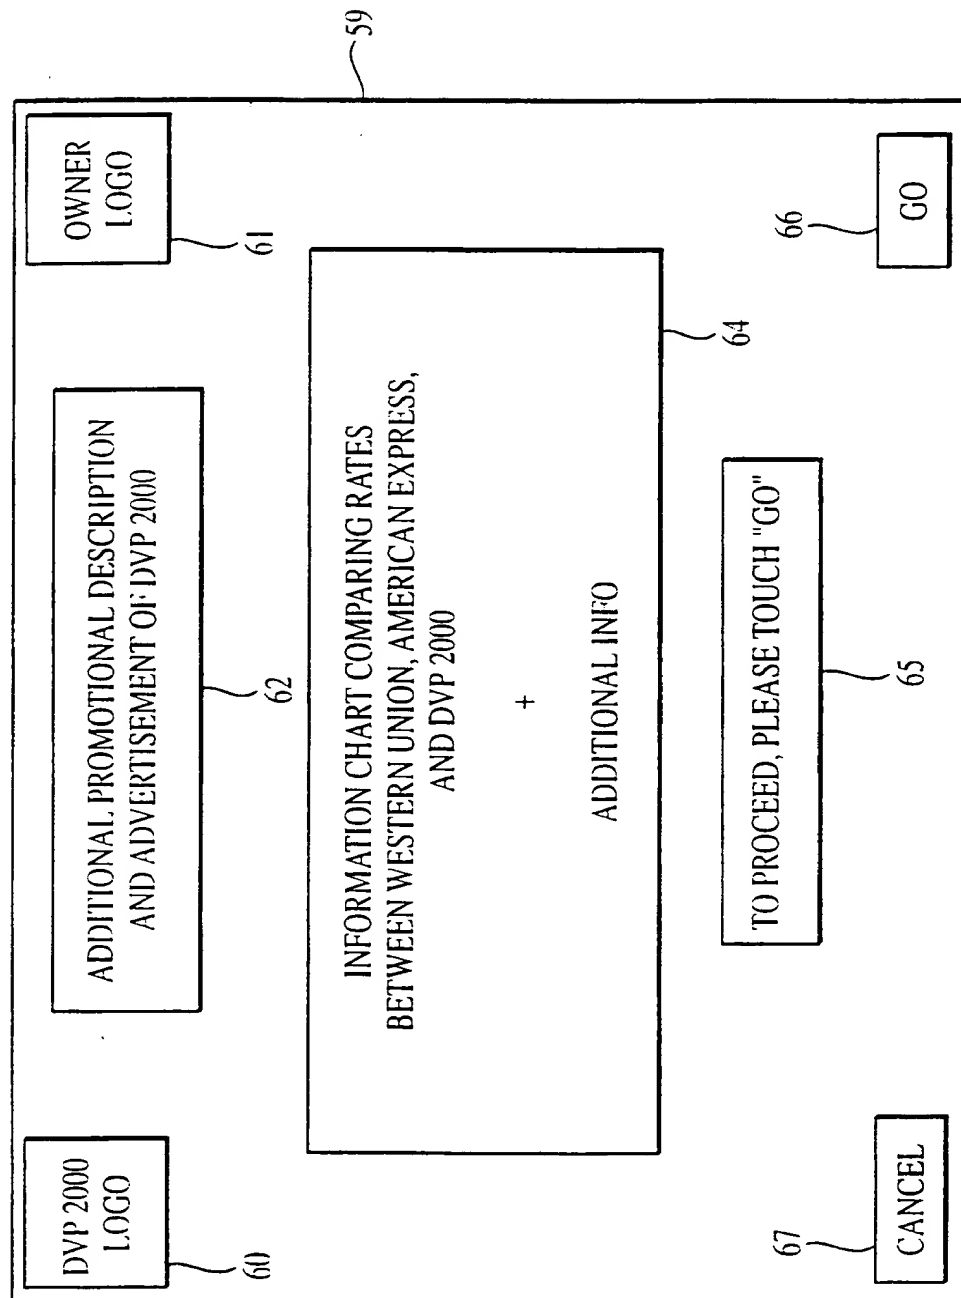 59
DVP 2000
LOGO
60
ADDITIONAL PROMOTIONAL DESCRIPTION
AND ADVERTISEMENT OF DVP 2000
62
OWNER
LOGO
61
INFORMATION CHART COMPARING RATES
BETWEEN WESTERN UNION, AMERICAN EXPRESS,
AND DVP 2000
+
ADDITIONAL INFO
64
TO PROCEED, PLEASE TOUCH "GO"
65
67
CANCEL
66
GO